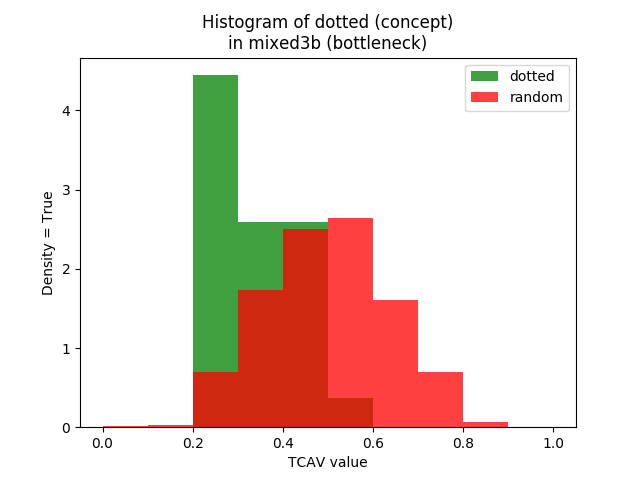 Histogram of dotted (concept)
in mixed3b (bottleneck)
dotted
random
Density = True
4
3
2
1
0
0.0 0.2 0.4 0.6 0.8 1.0
TCAV value